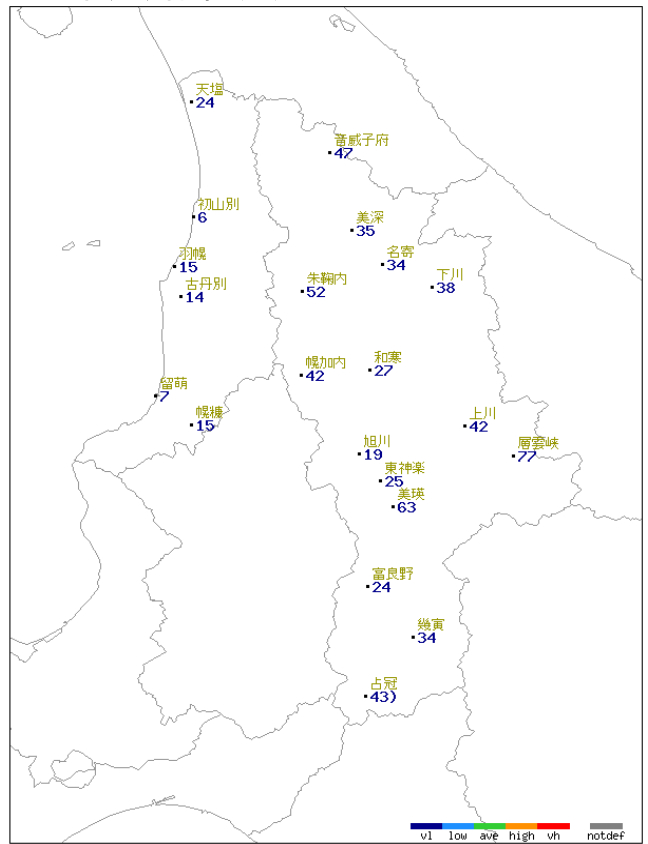 天塩
24
音威子府
47
初山別
6
美深
35
羽幌
15
名寄
34
古丹別
14
朱鞠内
52
下川
38
幌加内
42
和寒
27
留萌
7
幌糠
15
上川
42
旭川
19
層雲峡
77
東神楽
25
美瑛
63
富良野
24
幾寅
34
占冠
43)
vl low ave high vh notdef